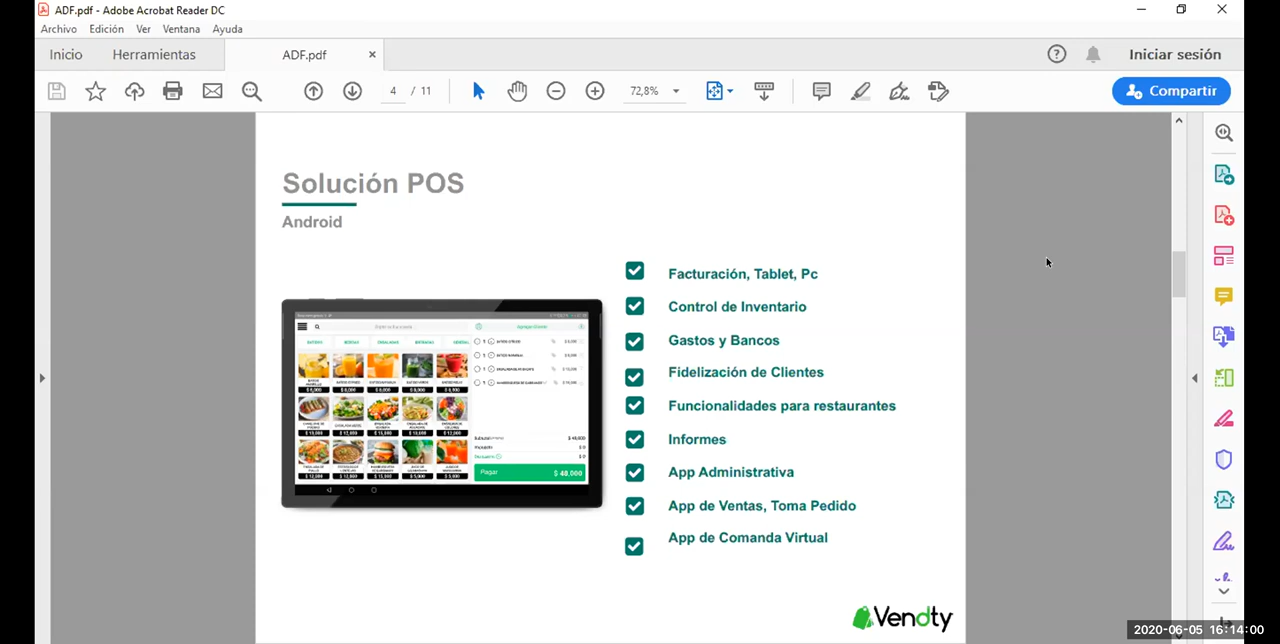 ADF.pdf - Adobe Acrobat Reader DC
Archivo Edición Ver Ventana Ayuda
Inicio Herramientas ADF.pdf × Iniciar sesión
4 / 11 72,8% Compartir
Solución POS
Android
Facturación, Tablet, Pc
Control de Inventario
Gastos y Bancos
Fidelización de Clientes
Funcionalidades para restaurantes
Informes
App Administrativa
App de Ventas, Toma Pedido
App de Comanda Virtual
Pagar $ 40,000
Vendty
2020-06-05 16:14:00